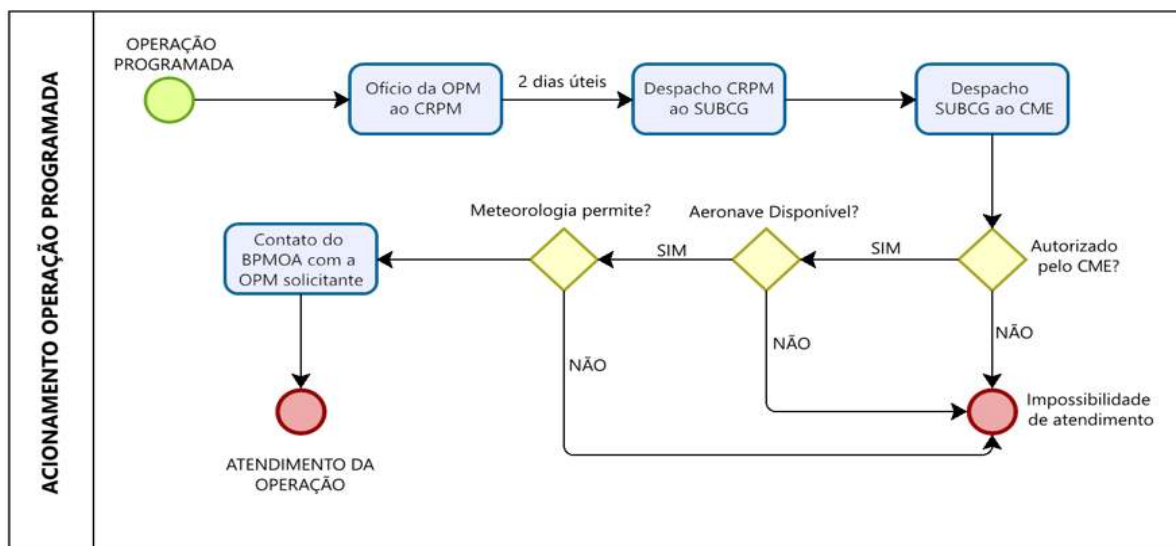 ACIONAMENTO OPERAÇÃO PROGRAMADA
OPERAÇÃO
PROGRAMADA
Ofício da OPM
ao CRPM
2 dias úteis
Despacho CRPM
ao SUBCG
Despacho
SUBCG ao CME
Autorizado
pelo CME?
SIM
NÃO
Aeronave Disponível?
SIM
NÃO
Meteorologia permite?
NÃO
Contato do
BPMOA com a
OPM solicitante
Impossibilidade
de atendimento
ATENDIMENTO DA
OPERAÇÃO